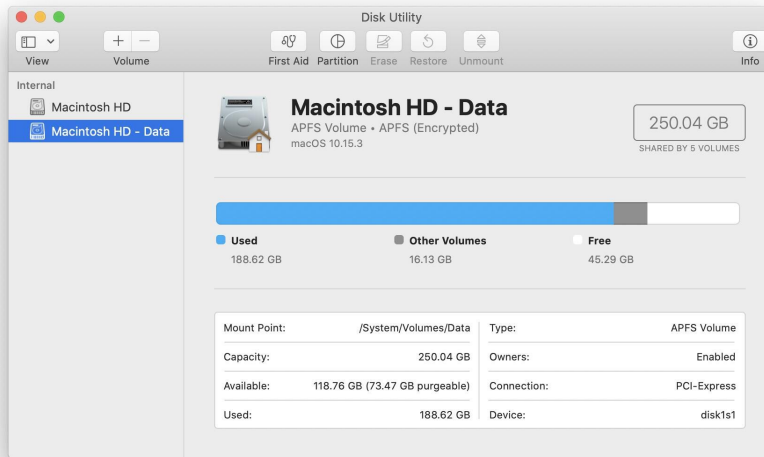 Disk Utility
View
Volume
First Aid
Partition
Erase
Restore
Unmount
Info
Internal
Macintosh HD
Macintosh HD - Data
Macintosh HD - Data
APFS Volume • APFS (Encrypted)
macOS 10.15.3
250.04 GB
SHARED BY 5 VOLUMES
Used
188.62 GB
Other Volumes
16.13 GB
Free
45.29 GB
Mount Point: /System/Volumes/Data
Capacity: 250.04 GB
Available: 118.76 GB (73.47 GB purgeable)
Used: 188.62 GB
Type: APFS Volume
Owners: Enabled
Connection: PCI-Express
Device: disk1s1